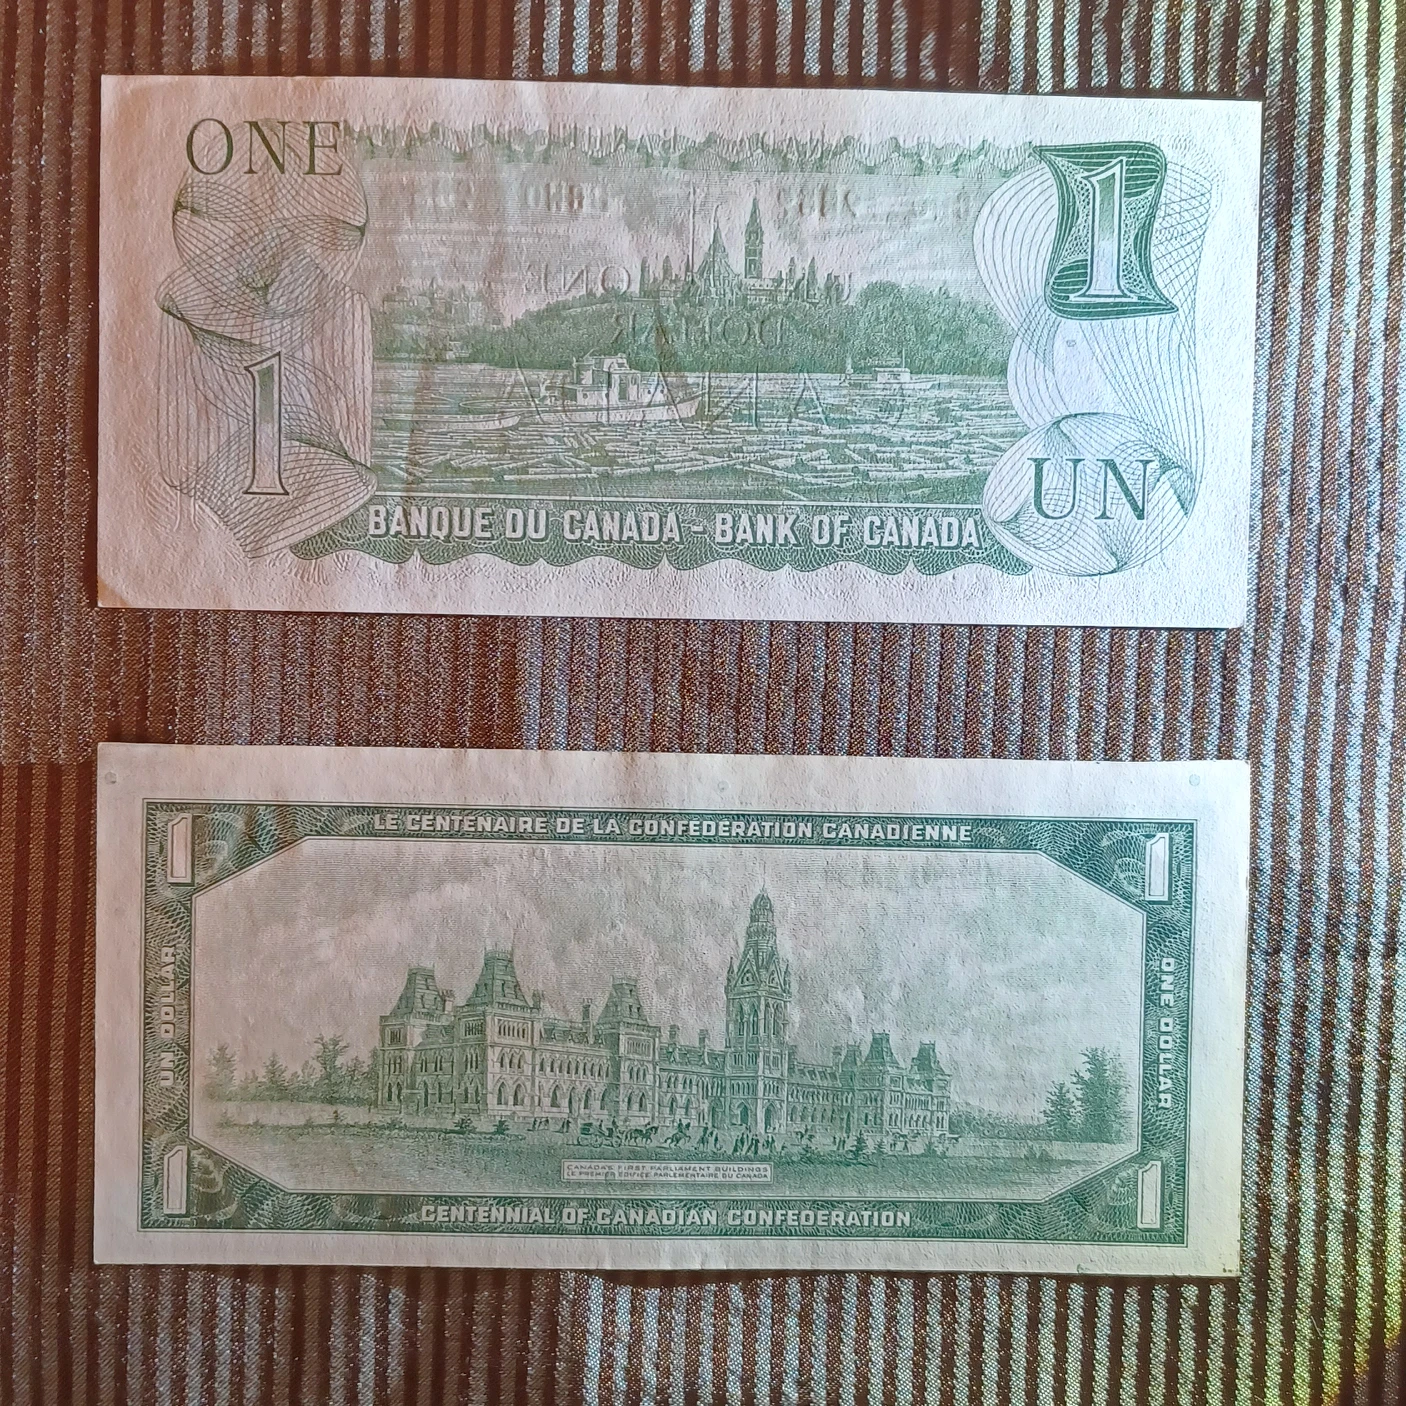 ONE
1
1
BANQUE DU CANADA - BANK OF CANADA
UN
1
LE CENTENAIRE DE LA CONFEDERATION CANADIENNE
1
UN DOLLAR
ONE DOLLAR
CANADA'S FIRST PARLIAMENT BUILDINGS
LE PREMIER EDIFICE PARLEMENTAIRE DU CANADA
1
1
CENTENNIAL OF CANADIAN CONFEDERATION